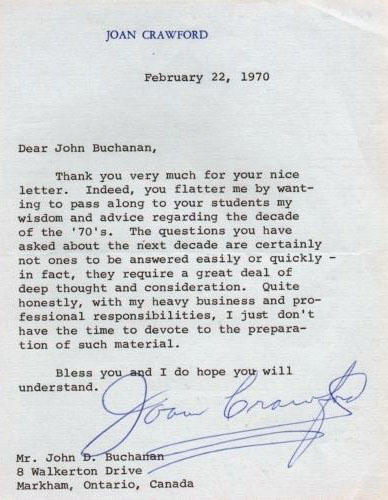 JOAN CRAWFORD
February 22, 1970
Dear John Buchanan,
Thank you very much for your nice
letter. Indeed, you flatter me by want-
ing to pass along to your students my
wisdom and advice regarding the decade
of the '70's. The questions you have
asked about the next decade are certainly
not ones to be answered easily or quickly -
in fact, they require a great deal of
deep thought and consideration. Quite
honestly, with my heavy business and pro-
fessional responsibilities, I just don't
have the time to devote to the prepara-
tion of such material.
Bless you and I do hope you will
understand.
Joan Crawford
Mr. John D. Buchanan
8 Walkerton Drive
Markham, Ontario, Canada